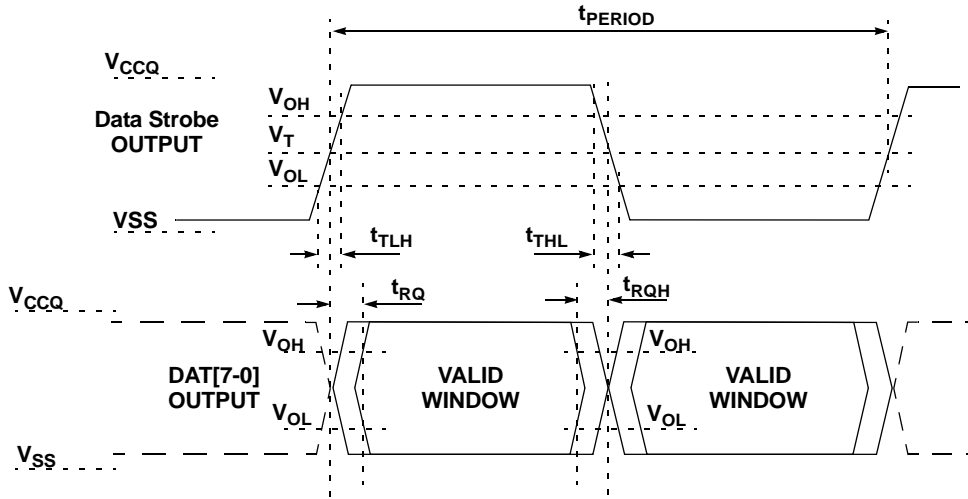 tPERIOD
VCCQ
VOH
Data Strobe
OUTPUT
VT
VOL
VSS
tTLH
tTHL
tRQ
tRQH
VCCQ
VOH
VOH
DAT[7-0]
OUTPUT
VALID
WINDOW
VALID
WINDOW
VOL
VOL
VSS